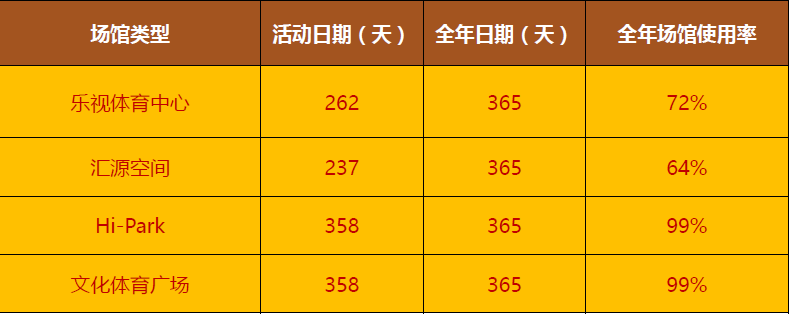 场馆类型 活动日期（天） 全年日期（天） 全年场馆使用率
乐视体育中心 262 365 72%
汇源空间 237 365 64%
Hi-Park 358 365 99%
文化体育广场 358 365 99%